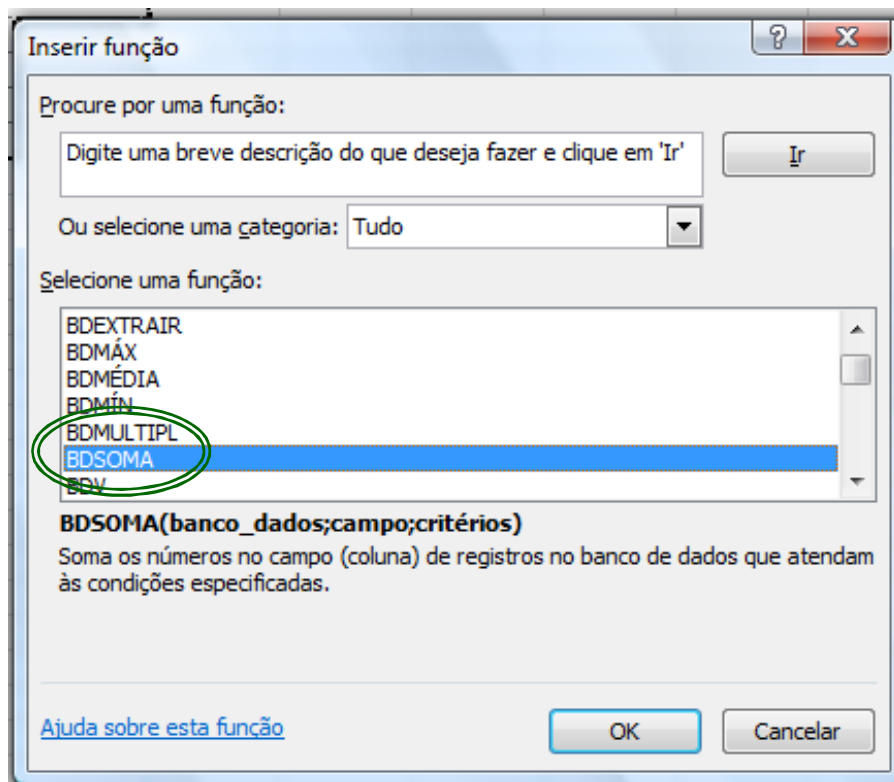 Inserir função
?
X
Procure por uma função:
Digite uma breve descrição do que deseja fazer e clique em 'Ir'
Ir
Ou selecione uma categoria: Tudo
Selecione uma função:
BDEXTRAIR
BDMÁX
BDMÉDIA
BDMÍN
BDMULTIPL
BDSOMA
BDV
BDSOMA(banco_dados;campo;critérios)
Soma os números no campo (coluna) de registros no banco de dados que atendam
às condições especificadas.
Ajuda sobre esta função
OK
Cancelar